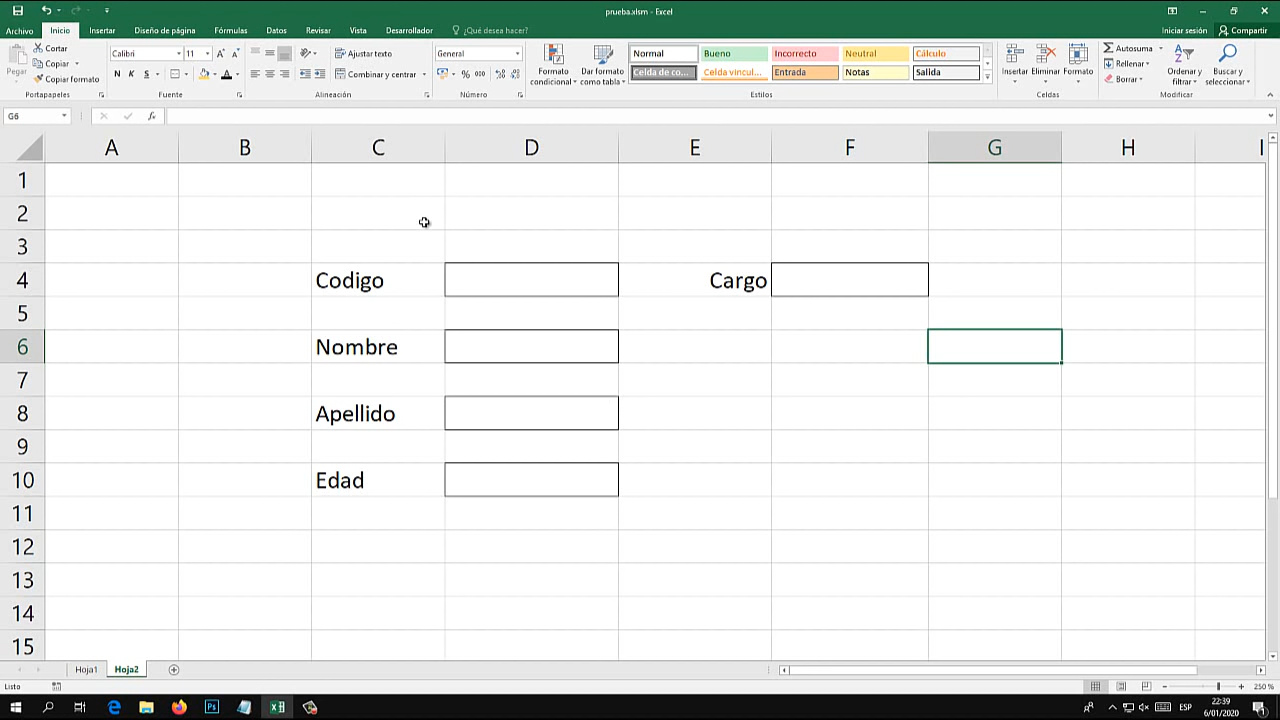 prueba.xlsm - Excel
Archivo Inicio Insertar Diseño de página Fórmulas Datos Revisar Vista Desarrollador ¿Qué desea hacer? Iniciar sesión Compartir
Pegar
Cortar
Copiar
Copiar formato
Portapapeles
Calibri 11
N K S
Fuente
Ajustar texto
Combinar y centrar
Alineación
General
% 000
Número
Formato condicional
Dar formato como tabla
Normal Bueno Incorrecto Neutral Cálculo
Celda de co... Celda vincul... Entrada Notas Salida
Estilos
Insertar Eliminar Formato
Celdas
Autosuma
Rellenar
Borrar
Ordenar y filtrar
Buscar y seleccionar
Modificar
G6 fx
A B C D E F G H I
1
2
3
4 Codigo Cargo
5
6 Nombre
7
8 Apellido
9
10 Edad
11
12
13
14
15
Hoja1 Hoja2
Listo 250 %
ESP 22:39
6/01/2020